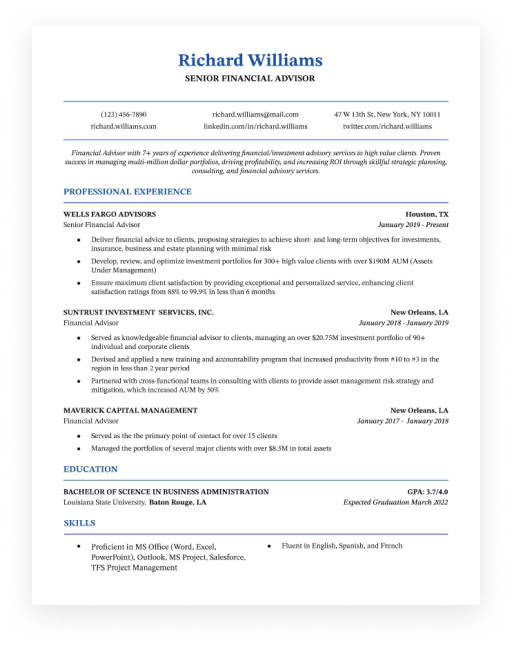 Richard Williams
SENIOR FINANCIAL ADVISOR
(123) 456-7890 richard.williams@mail.com 47 W 13th St, New York, NY 10011
richard.williams.com linkedin.com/in/richard.williams twitter.com/richard.williams
Financial Advisor with 7+ years of experience delivering financial/investment advisory services to high value clients. Proven
success in managing multi-million dollar portfolios, driving profitability, and increasing ROI through skillful strategic planning,
consulting, and financial advisory services.
PROFESSIONAL EXPERIENCE
WELLS FARGO ADVISORS Houston, TX
Senior Financial Advisor January 2019 - Present
● Deliver financial advice to clients, proposing strategies to achieve short- and long-term objectives for investments,
insurance, business and estate planning with minimal risk
● Develop, review, and optimize investment portfolios for 300+ high value clients with over $190M AUM (Assets
Under Management)
● Ensure maximum client satisfaction by providing exceptional and personalized service, enhancing client
satisfaction ratings from 88% to 99.9% in less than 6 months
SUNTRUST INVESTMENT SERVICES, INC. New Orleans, LA
Financial Advisor January 2018 - January 2019
● Served as knowledgeable financial advisor to clients, managing an over $20.75M investment portfolio of 90+
individual and corporate clients
● Devised and applied a new training and accountability program that increased productivity from #10 to #3 in the
region in less than 2 year period
● Partnered with cross-functional teams in consulting with clients to provide asset management risk strategy and
mitigation, which increased AUM by 50%
MAVERICK CAPITAL MANAGEMENT New Orleans, LA
Financial Advisor January 2017 - January 2018
● Served as the the primary point of contact for over 15 clients
● Managed the portfolios of several major clients with over $8.5M in total assets
EDUCATION
BACHELOR OF SCIENCE IN BUSINESS ADMINISTRATION GPA: 3.7/4.0
Louisiana State University, Baton Rouge, LA Expected Graduation March 2022
SKILLS
● Proficient in MS Office (Word, Excel,
PowerPoint), Outlook, MS Project, Salesforce,
TFS Project Management
● Fluent in English, Spanish, and French